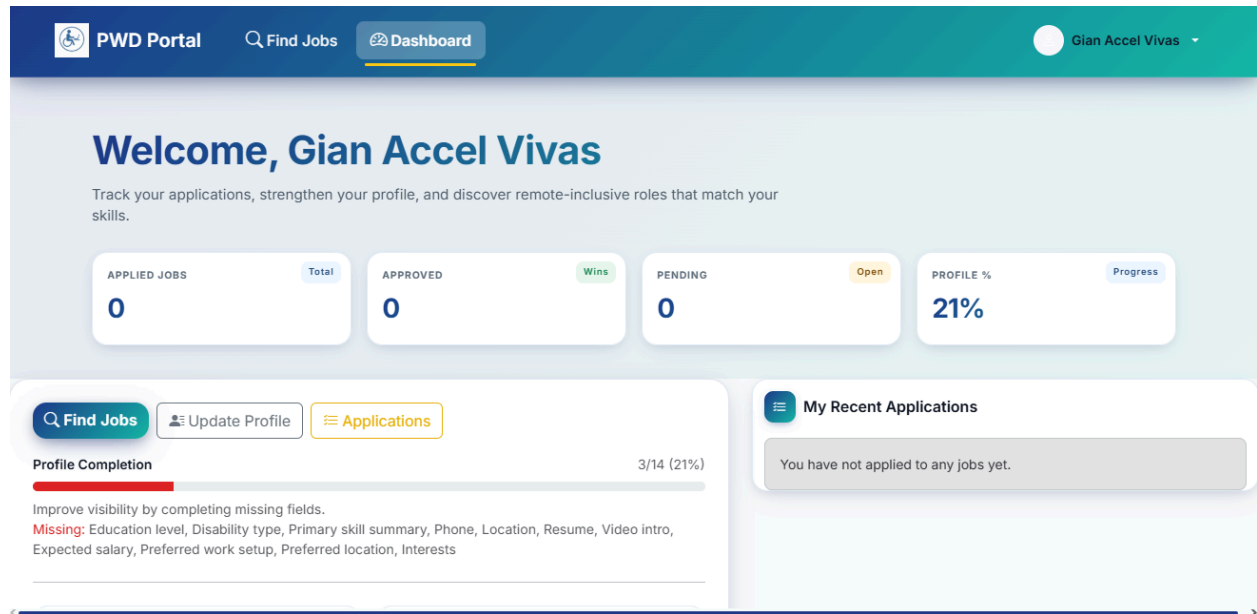 PWD Portal
Find Jobs
Dashboard
Gian Accel Vivas
Welcome, Gian Accel Vivas
Track your applications, strengthen your profile, and discover remote-inclusive roles that match your
skills.
APPLIED JOBS
Total
0
APPROVED
Wins
0
PENDING
Open
0
PROFILE %
Progress
21%
Find Jobs
Update Profile
Applications
Profile Completion
3/14 (21%)
Improve visibility by completing missing fields.
Missing: Education level, Disability type, Primary skill summary, Phone, Location, Resume, Video intro,
Expected salary, Preferred work setup, Preferred location, Interests
My Recent Applications
You have not applied to any jobs yet.